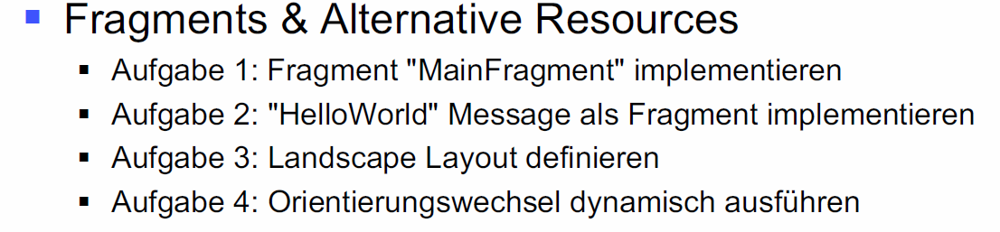 Fragments & Alternative Resources
Aufgabe 1: Fragment "MainFragment" implementieren
Aufgabe 2: "HelloWorld" Message als Fragment implementieren
Aufgabe 3: Landscape Layout definieren
Aufgabe 4: Orientierungswechsel dynamisch ausführen